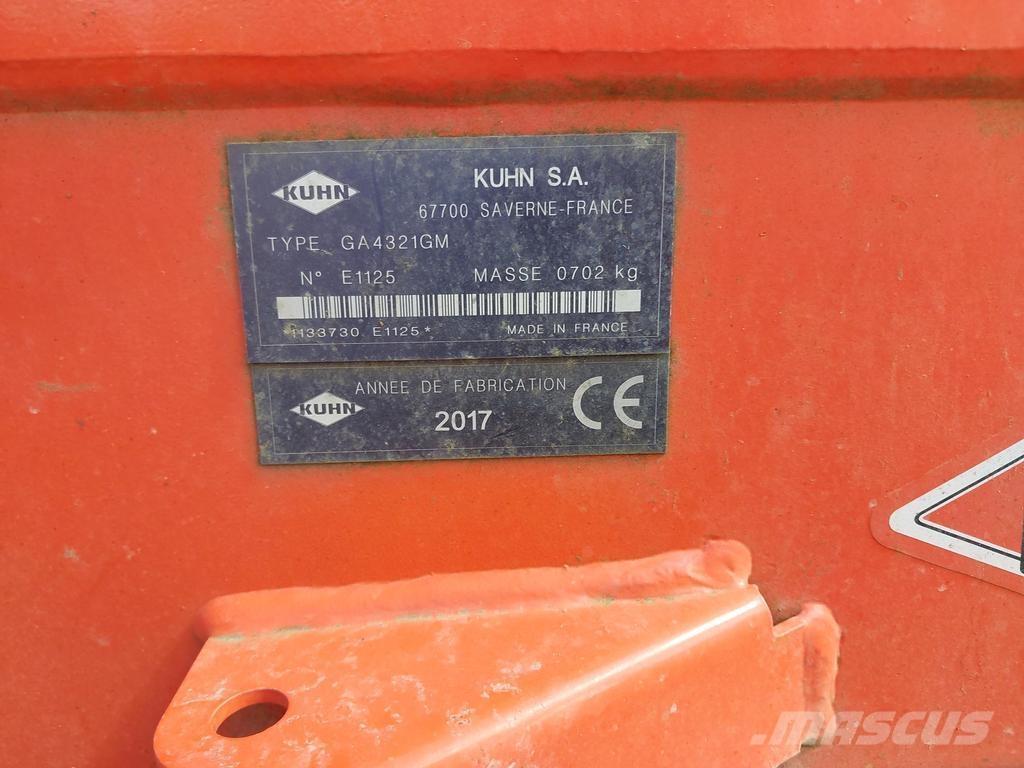 KUHN
KUHN S.A.
67700 SAVERNE-FRANCE
TYPE GA4321GM
N° E1125 MASSE 0702 kg
*H33730 E1125* MADE IN FRANCE
KUHN
ANNEE DE FABRICATION
2017
CE
MASCUS